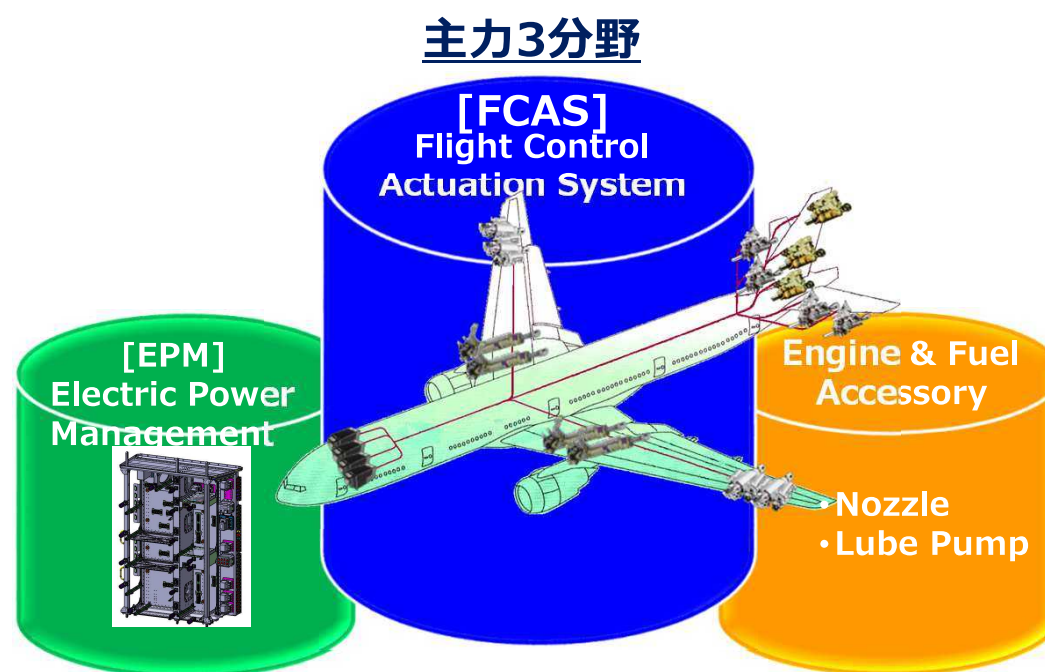 主力3分野
[FCAS]
Flight Control
Actuation System
[EPM]
Electric Power
Management
Engine & Fuel
Accessory
• Nozzle
• Lube Pump